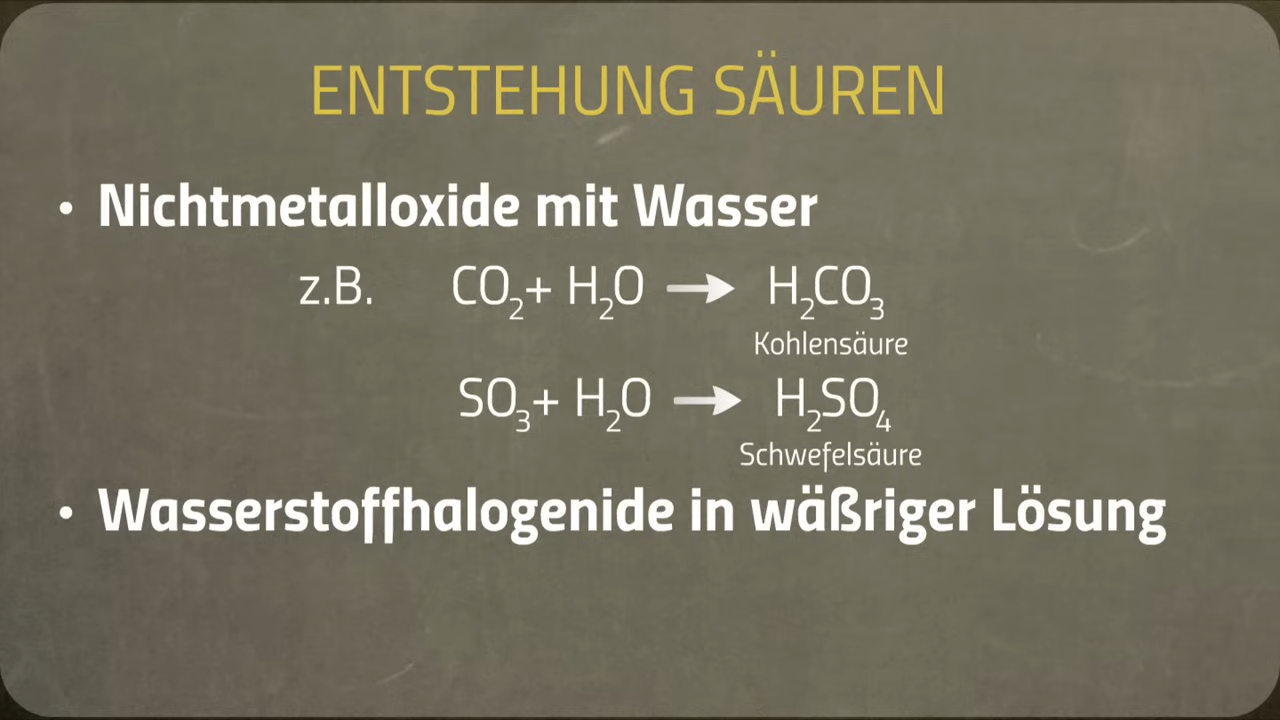 ENTSTEHUNG SÄUREN
• Nichtmetalloxide mit Wasser
z.B. CO₂+ H₂O → H₂CO₃
Kohlensäure
SO₃+ H₂O → H₂SO₄
Schwefelsäure
• Wasserstoffhalogenide in wäßriger Lösung